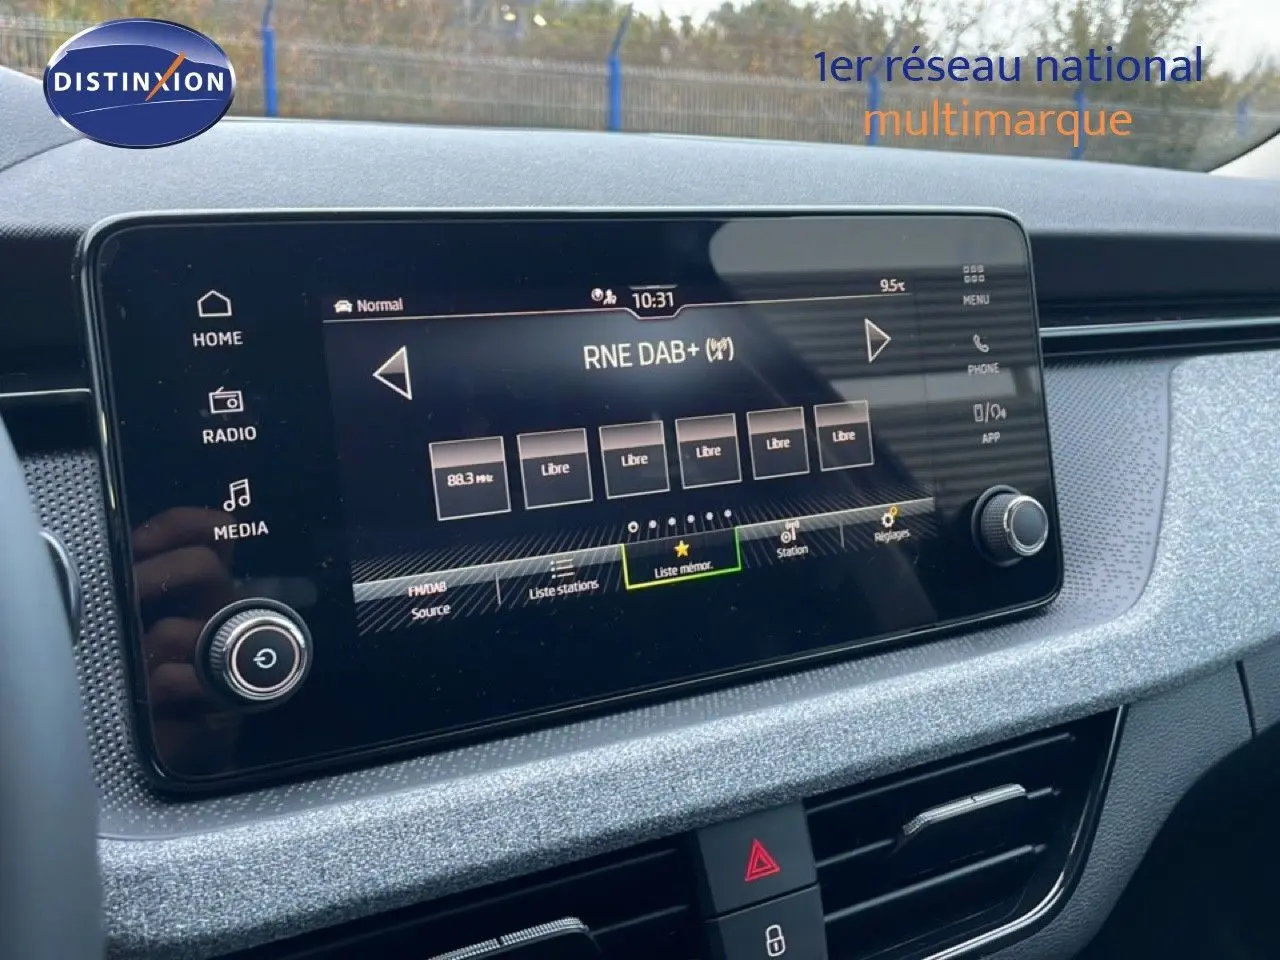 DISTINXION
1er réseau national
multimarque
HOME
RADIO
MEDIA
Normal
10:31
9.5°C
RNE DAB+
88.3 MHz
Libre
Libre
Libre
Libre
Libre
FM/DAB
Source
Liste stations
Liste mémor.
Station
Réglages
MENU
PHONE
APP